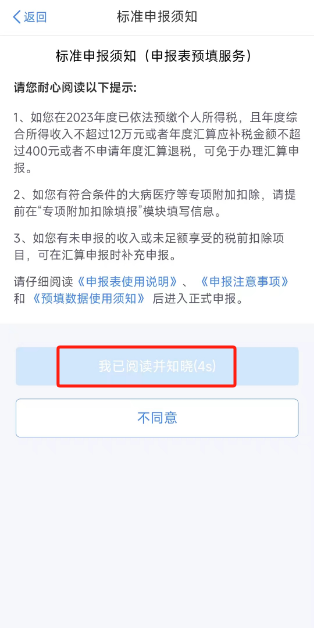 返回 标准申报须知
标准申报须知（申报表预填服务）
请您耐心阅读以下提示:
1、如您在2023年度已依法预缴个人所得税，且年度综
合所得收入不超过12万元或者年度汇算应补税金额不超
过400元或者不申请年度汇算退税，可免于办理汇算申
报。
2、如您有符合条件的大病医疗等专项附加扣除，请提
前在“专项附加扣除填报”模块填写信息。
3、如您有未申报的收入或未足额享受的税前扣除项
目，可在汇算申报时补充申报。
请仔细阅读《申报表使用说明》、《申报注意事项》
和《预填数据使用须知》后进入正式申报。
我已阅读并知晓(4s)
不同意